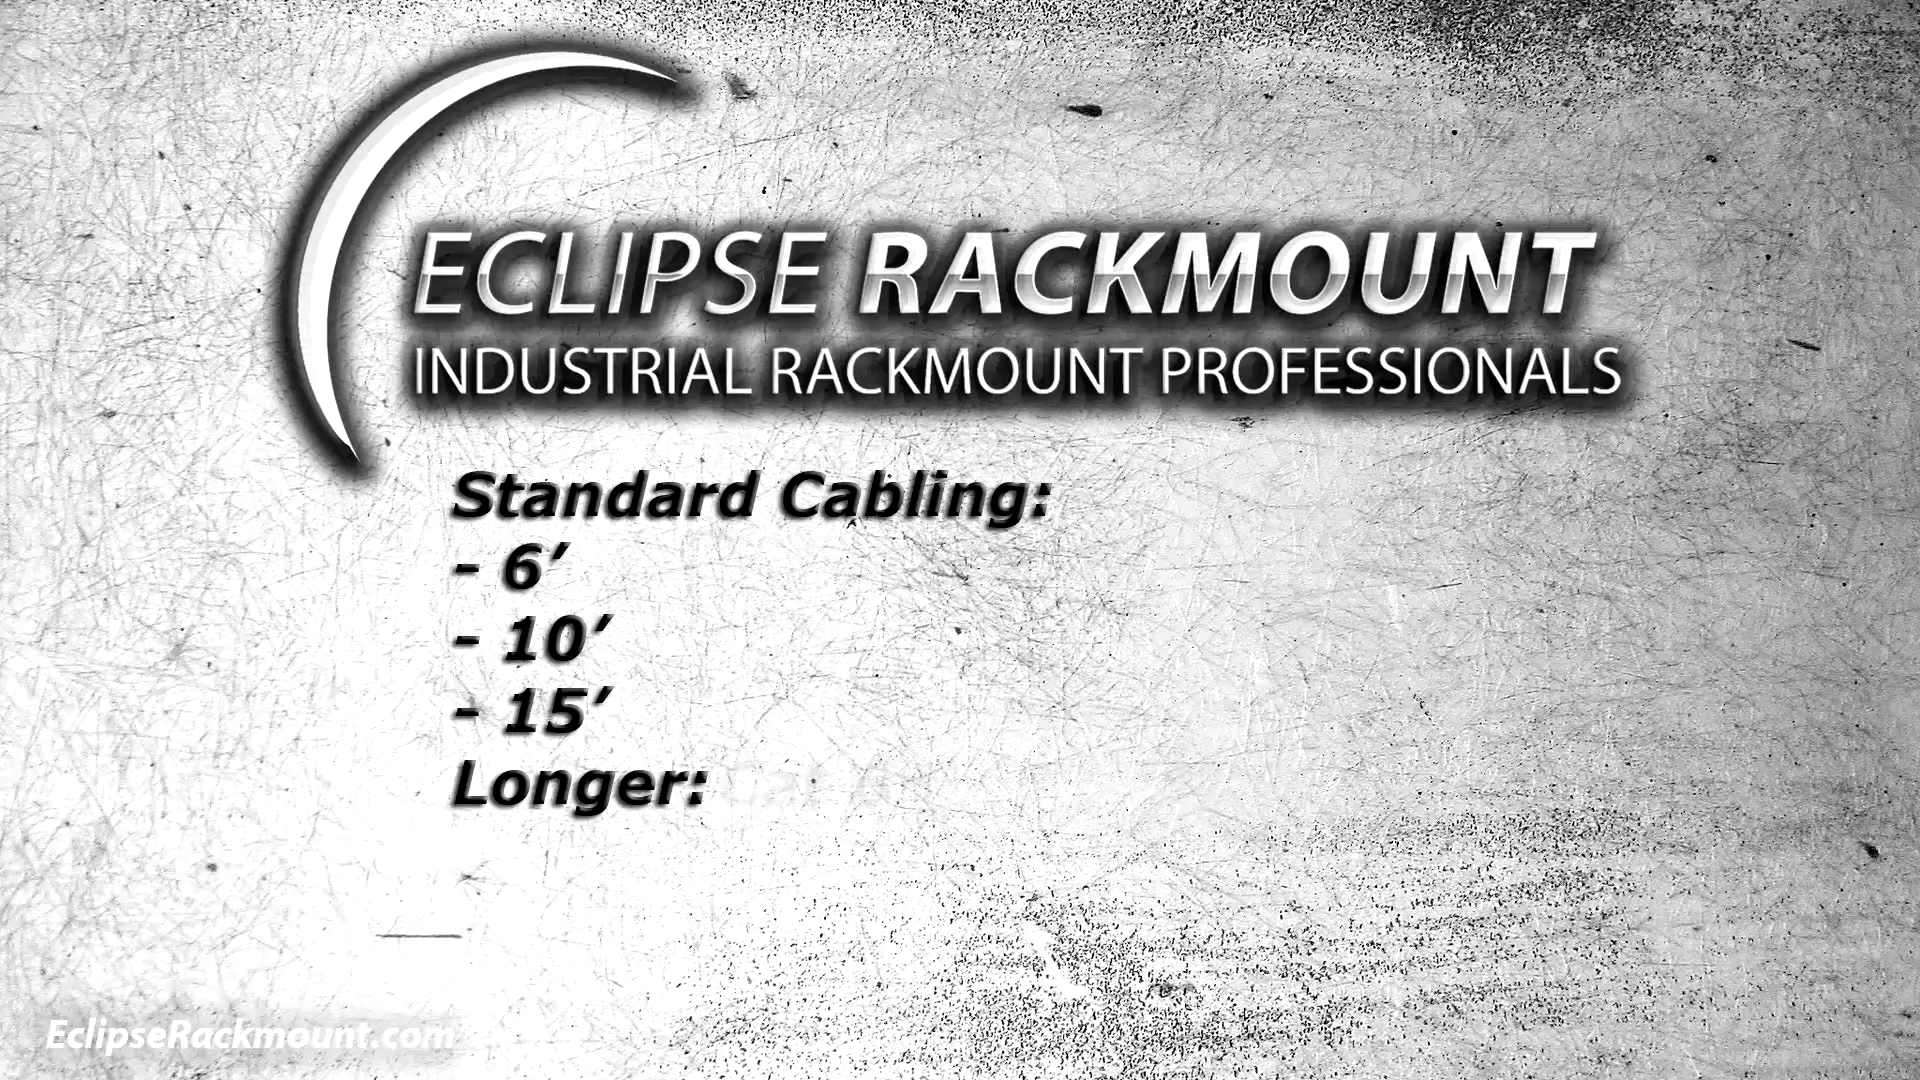 ECLIPSE RACKMOUNT
INDUSTRIAL RACKMOUNT PROFESSIONALS
Standard Cabling:
- 6’
- 10’
- 15’
Longer:
EclipseRackmount.com